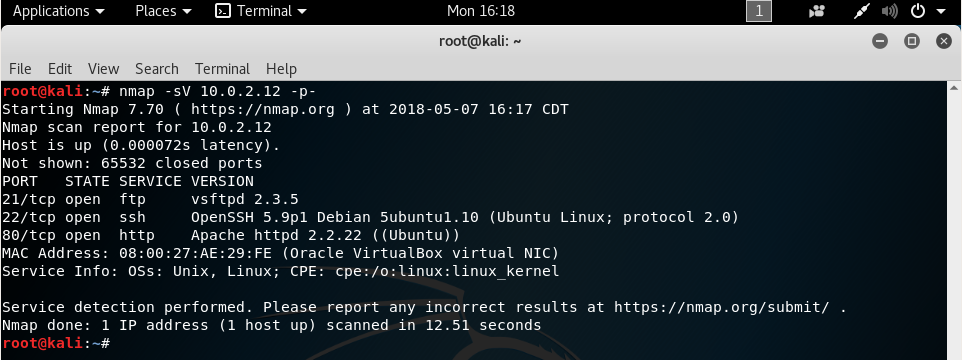 Applications Places Terminal Mon 16:18 1
root@kali: ~
File Edit View Search Terminal Help
root@kali:~# nmap -sV 10.0.2.12 -p-
Starting Nmap 7.70 ( https://nmap.org ) at 2018-05-07 16:17 CDT
Nmap scan report for 10.0.2.12
Host is up (0.000072s latency).
Not shown: 65532 closed ports
PORT   STATE SERVICE VERSION
21/tcp open  ftp     vsftpd 2.3.5
22/tcp open  ssh     OpenSSH 5.9p1 Debian 5ubuntu1.10 (Ubuntu Linux; protocol 2.0)
80/tcp open  http    Apache httpd 2.2.22 ((Ubuntu))
MAC Address: 08:00:27:AE:29:FE (Oracle VirtualBox virtual NIC)
Service Info: OSs: Unix, Linux; CPE: cpe:/o:linux:linux_kernel
Service detection performed. Please report any incorrect results at https://nmap.org/submit/ .
Nmap done: 1 IP address (1 host up) scanned in 12.51 seconds
root@kali:~#